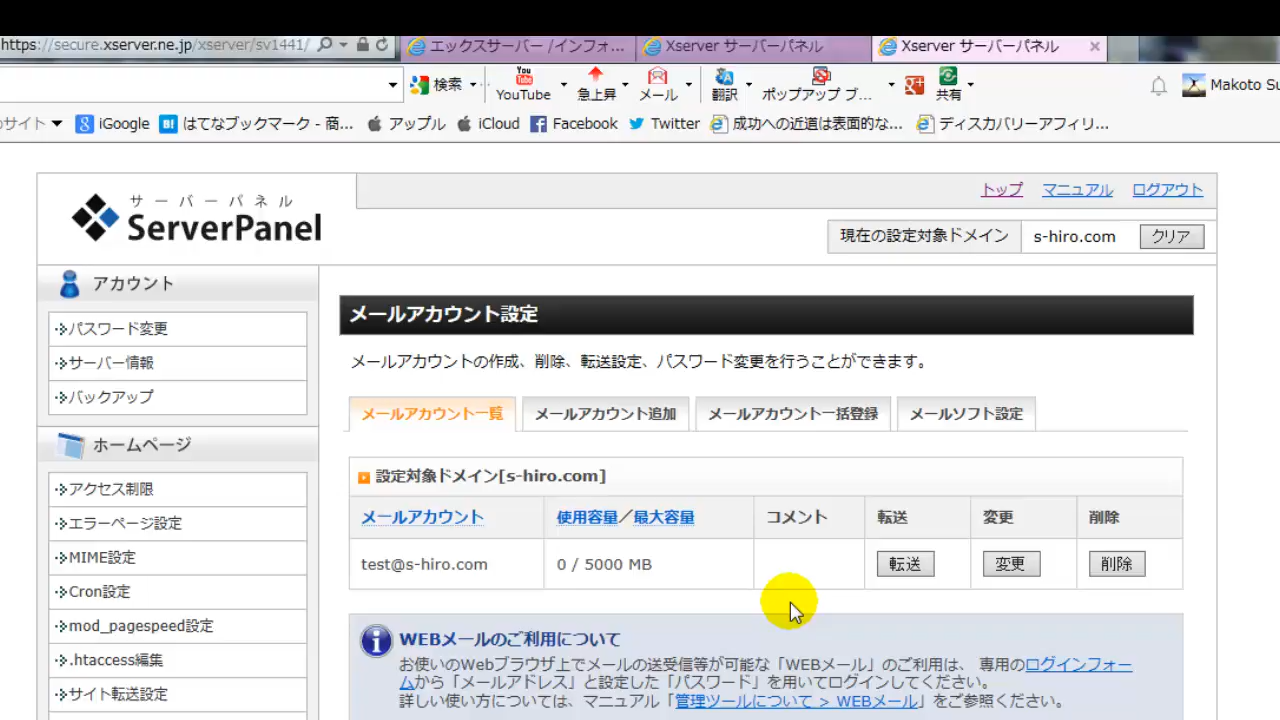 https://secure.xserver.ne.jp/xserver/sv1441/
エックスサーバー /インフォ...
Xserver サーバーパネル
Xserver サーバーパネル
検索
YouTube
急上昇
メール
翻訳
ポップアップ ブ...
共有
Makoto Su
サイト
iGoogle
はてなブックマーク - 商...
アップル
iCloud
Facebook
Twitter
成功への近道は表面的な...
ディスカバリーアフィリ...
サーバーパネル
ServerPanel
トップ マニュアル ログアウト
現在の設定対象ドメイン s-hiro.com クリア
アカウント
パスワード変更
サーバー情報
バックアップ
ホームページ
アクセス制限
エラーページ設定
MIME設定
Cron設定
mod_pagespeed設定
.htaccess編集
サイト転送設定
メールアカウント設定
メールアカウントの作成、削除、転送設定、パスワード変更を行うことができます。
メールアカウント一覧 メールアカウント追加 メールアカウント一括登録 メールソフト設定
設定対象ドメイン[s-hiro.com]
メールアカウント 使用容量／最大容量 コメント 転送 変更 削除
test@s-hiro.com 0 / 5000 MB 転送 変更 削除
WEBメールのご利用について
お使いのWebブラウザ上でメールの送受信等が可能な「WEBメール」のご利用は、 専用のログインフォー
ムから「メールアドレス」と設定した「パスワード」を用いてログインしてください。
詳しい使い方については、マニュアル「管理ツールについて > WEBメール」をご参照ください。